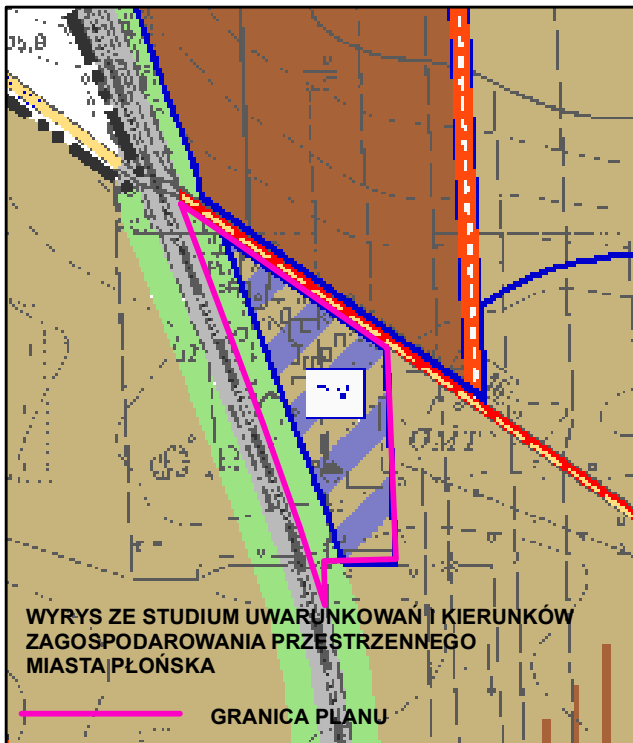 WYRYS ZE STUDIUM UWARUNKOWAŃ I KIERUNKÓW
ZAGOSPODAROWANIA PRZESTRZENNEGO
MIASTA PŁOŃSKA
GRANICA PLANU